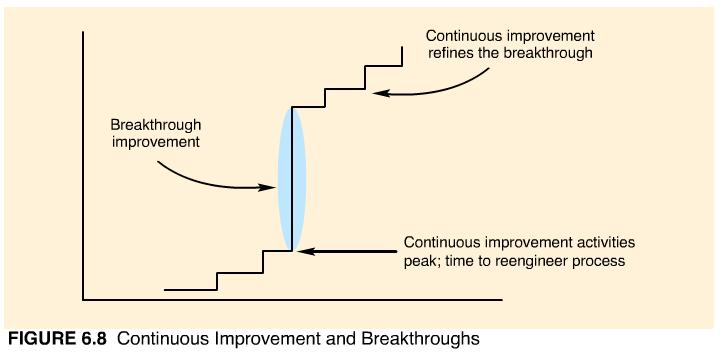 Continuous improvement
refines the breakthrough
Breakthrough
improvement
Continuous improvement activities
peak; time to reengineer process
FIGURE 6.8 Continuous Improvement and Breakthroughs